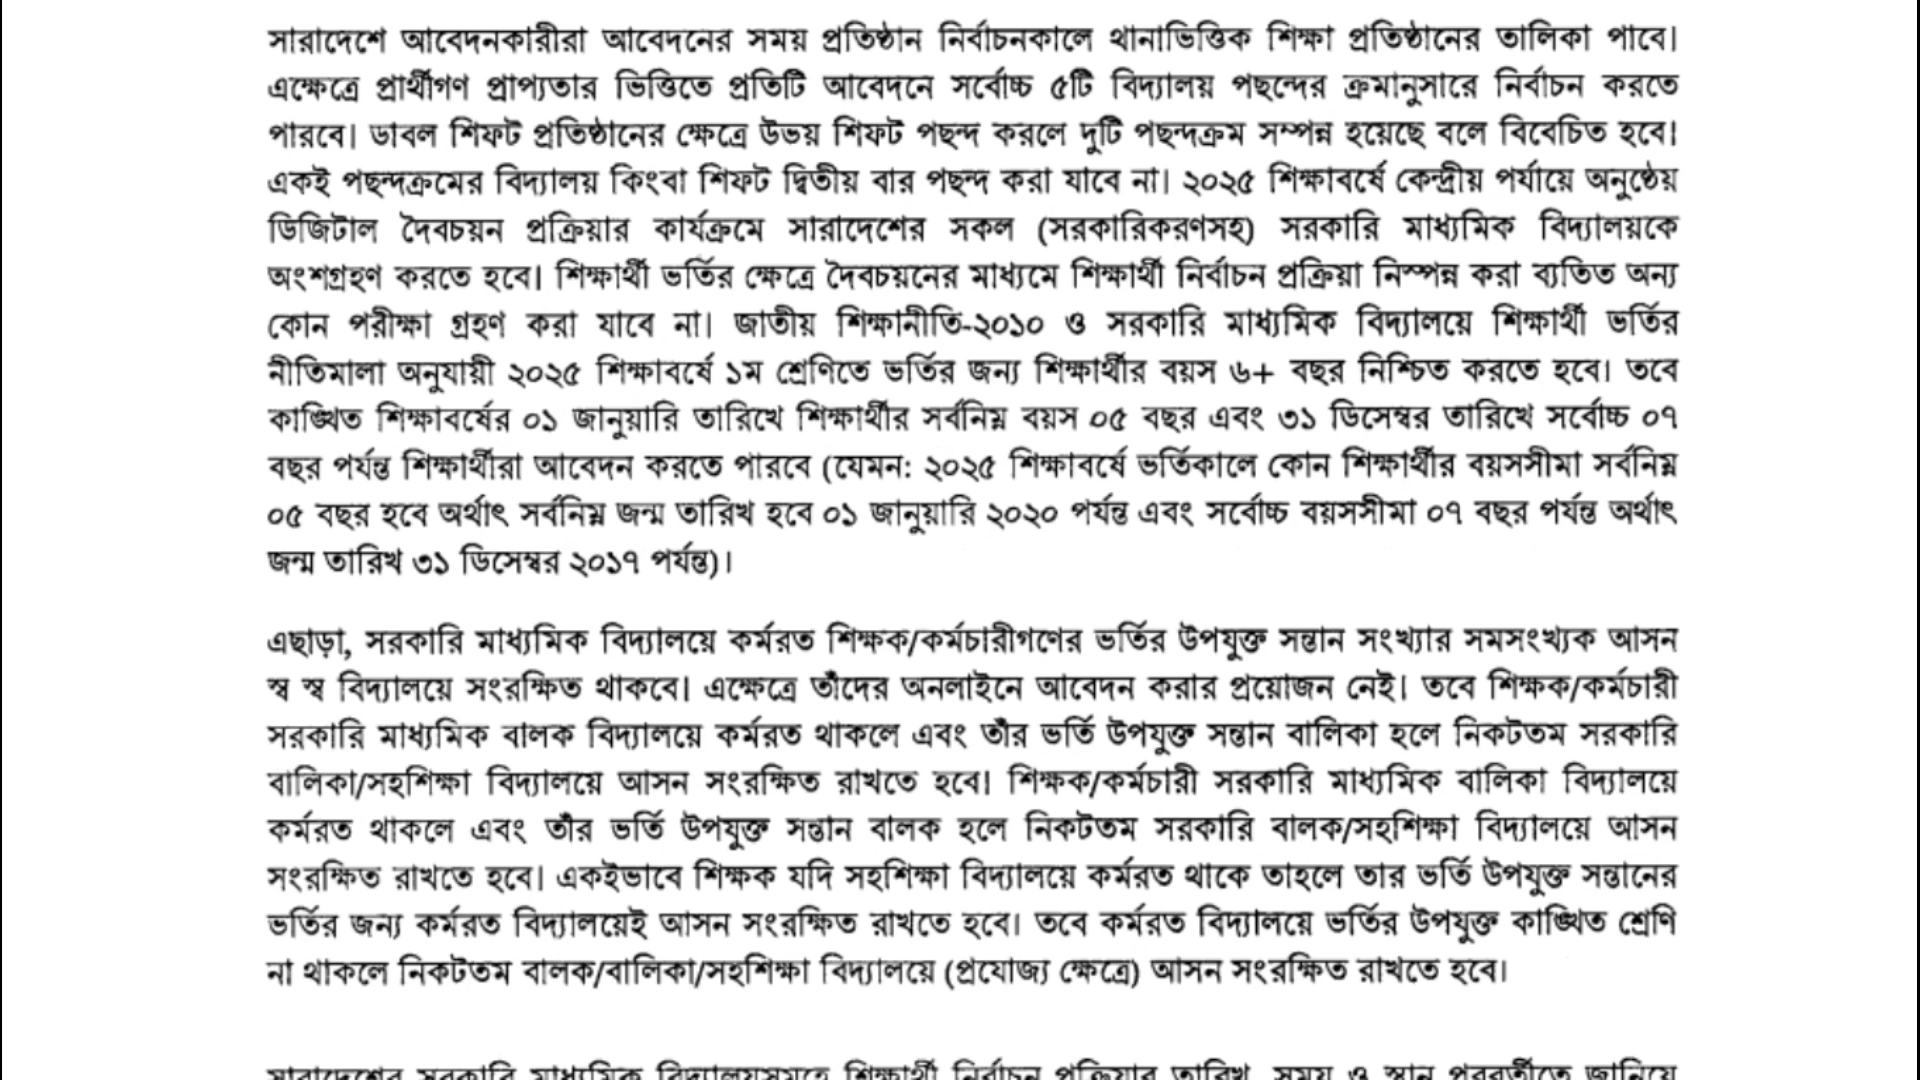 সারাদেশে আবেদনকারীরা আবেদনের সময় প্রতিষ্ঠান নির্বাচনকালে থানাভিত্তিক শিক্ষা প্রতিষ্ঠানের তালিকা পাবে।
এক্ষেত্রে প্রার্থীগণ প্রাপ্যতার ভিত্তিতে প্রতিটি আবেদনে সর্বোচ্চ ৫টি বিদ্যালয় পছন্দের ক্রমানুসারে নির্বাচন করতে
পারবে। ডাবল শিফট প্রতিষ্ঠানের ক্ষেত্রে উভয় শিফট পছন্দ করলে দুটি পছন্দক্রম সম্পন্ন হয়েছে বলে বিবেচিত হবে।
একই পছন্দক্রমের বিদ্যালয় কিংবা শিফট দ্বিতীয় বার পছন্দ করা যাবে না। ২০২৫ শিক্ষাবর্ষে কেন্দ্রীয় পর্যায়ে অনুষ্ঠেয়
ডিজিটাল দৈবচয়ন প্রক্রিয়ার কার্যক্রমে সারাদেশের সকল (সরকারিকরণসহ) সরকারি মাধ্যমিক বিদ্যালয়কে
অংশগ্রহণ করতে হবে। শিক্ষার্থী ভর্তির ক্ষেত্রে দৈবচয়নের মাধ্যমে শিক্ষার্থী নির্বাচন প্রক্রিয়া নিস্পন্ন করা ব্যতিত অন্য
কোন পরীক্ষা গ্রহণ করা যাবে না। জাতীয় শিক্ষানীতি-২০১০ ও সরকারি মাধ্যমিক বিদ্যালয়ে শিক্ষার্থী ভর্তির
নীতিমালা অনুযায়ী ২০২৫ শিক্ষাবর্ষে ১ম শ্রেণিতে ভর্তির জন্য শিক্ষার্থীর বয়স ৬+ বছর নিশ্চিত করতে হবে। তবে
কাঙ্খিত শিক্ষাবর্ষের ০১ জানুয়ারি তারিখে শিক্ষার্থীর সর্বনিম্ন বয়স ০৫ বছর এবং ৩১ ডিসেম্বর তারিখে সর্বোচ্চ ০৭
বছর পর্যন্ত শিক্ষার্থীরা আবেদন করতে পারবে (যেমন: ২০২৫ শিক্ষাবর্ষে ভর্তিকালে কোন শিক্ষার্থীর বয়সসীমা সর্বনিম্ন
০৫ বছর হবে অর্থাৎ সর্বনিম্ন জন্ম তারিখ হবে ০১ জানুয়ারি ২০২০ পর্যন্ত এবং সর্বোচ্চ বয়সসীমা ০৭ বছর পর্যন্ত অর্থাৎ
জন্ম তারিখ ৩১ ডিসেম্বর ২০১৭ পর্যন্ত)।
এছাড়া, সরকারি মাধ্যমিক বিদ্যালয়ে কর্মরত শিক্ষক/কর্মচারীগণের ভর্তির উপযুক্ত সন্তান সংখ্যার সমসংখ্যক আসন
স্ব স্ব বিদ্যালয়ে সংরক্ষিত থাকবে। এক্ষেত্রে তাঁদের অনলাইনে আবেদন করার প্রয়োজন নেই। তবে শিক্ষক/কর্মচারী
সরকারি মাধ্যমিক বালক বিদ্যালয়ে কর্মরত থাকলে এবং তাঁর ভর্তি উপযুক্ত সন্তান বালিকা হলে নিকটতম সরকারি
বালিকা/সহশিক্ষা বিদ্যালয়ে আসন সংরক্ষিত রাখতে হবে। শিক্ষক/কর্মচারী সরকারি মাধ্যমিক বালিকা বিদ্যালয়ে
কর্মরত থাকলে এবং তাঁর ভর্তি উপযুক্ত সন্তান বালক হলে নিকটতম সরকারি বালক/সহশিক্ষা বিদ্যালয়ে আসন
সংরক্ষিত রাখতে হবে। একইভাবে শিক্ষক যদি সহশিক্ষা বিদ্যালয়ে কর্মরত থাকে তাহলে তার ভর্তি উপযুক্ত সন্তানের
ভর্তির জন্য কর্মরত বিদ্যালয়েই আসন সংরক্ষিত রাখতে হবে। তবে কর্মরত বিদ্যালয়ে ভর্তির উপযুক্ত কাঙ্খিত শ্রেণি
না থাকলে নিকটতম বালক/বালিকা/সহশিক্ষা বিদ্যালয়ে (প্রযোজ্য ক্ষেত্রে) আসন সংরক্ষিত রাখতে হবে।
সারাদেশের সরকারি মাধ্যমিক বিদ্যালয়সমূহে শিক্ষার্থী নির্বাচন প্রক্রিয়ার তারিখ, সময় ও স্থান পরবর্তীতে জানিয়ে